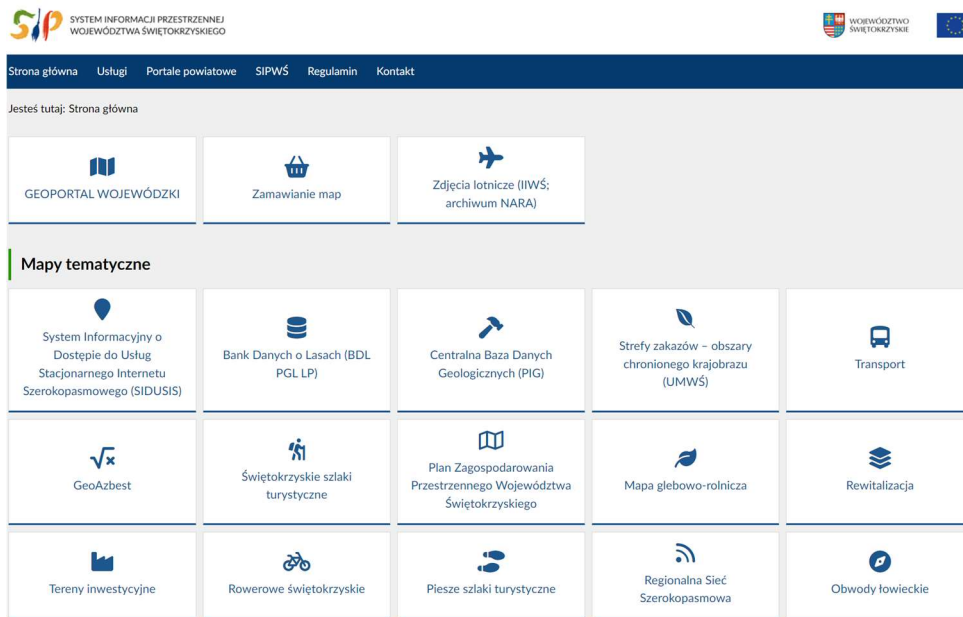 SYSTEM INFORMACJI PRZESTRZENNEJ
WOJEWÓDZTWA ŚWIĘTOKRZYSKIEGO
WOJEWÓDZTWO
ŚWIĘTOKRZYSKIE
Strona główna Usługi Portale powiatowe SIPWŚ Regulamin Kontakt
Jesteś tutaj: Strona główna
GEOPORTAL WOJEWÓDZKI
Zamawianie map
Zdjęcia lotnicze (IIWŚ;
archiwum NARA)
Mapy tematyczne
System Informacyjny o
Dostępie do Usług
Stacjonarnego Internetu
Szerokopasmowego (SIDUSIS)
Bank Danych o Lasach (BDL
PGL LP)
Centralna Baza Danych
Geologicznych (PIG)
Strefy zakazów – obszary
chronionego krajobrazu
(UMWŚ)
Transport
GeoAzbest
Świętokrzyskie szlaki
turystyczne
Plan Zagospodarowania
Przestrzennego Województwa
Świętokrzyskiego
Mapa glebowo-rolnicza
Rewitalizacja
Tereny inwestycyjne
Rowerowe świętokrzyskie
Piesze szlaki turystyczne
Regionalna Sieć
Szerokopasmowa
Obwody łowieckie